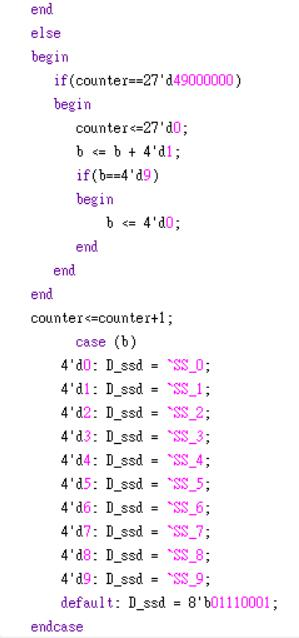 end
else
begin
if(counter==27'd49000000)
begin
counter<=27'd0;
b <= b + 4'd1;
if(b==4'd9)
begin
b <= 4'd0;
end
end
end
counter<=counter+1;
case (b)
4'd0: D_ssd = `SS_0;
4'd1: D_ssd = `SS_1;
4'd2: D_ssd = `SS_2;
4'd3: D_ssd = `SS_3;
4'd4: D_ssd = `SS_4;
4'd5: D_ssd = `SS_5;
4'd6: D_ssd = `SS_6;
4'd7: D_ssd = `SS_7;
4'd8: D_ssd = `SS_8;
4'd9: D_ssd = `SS_9;
default: D_ssd = 8'b01110001;
endcase